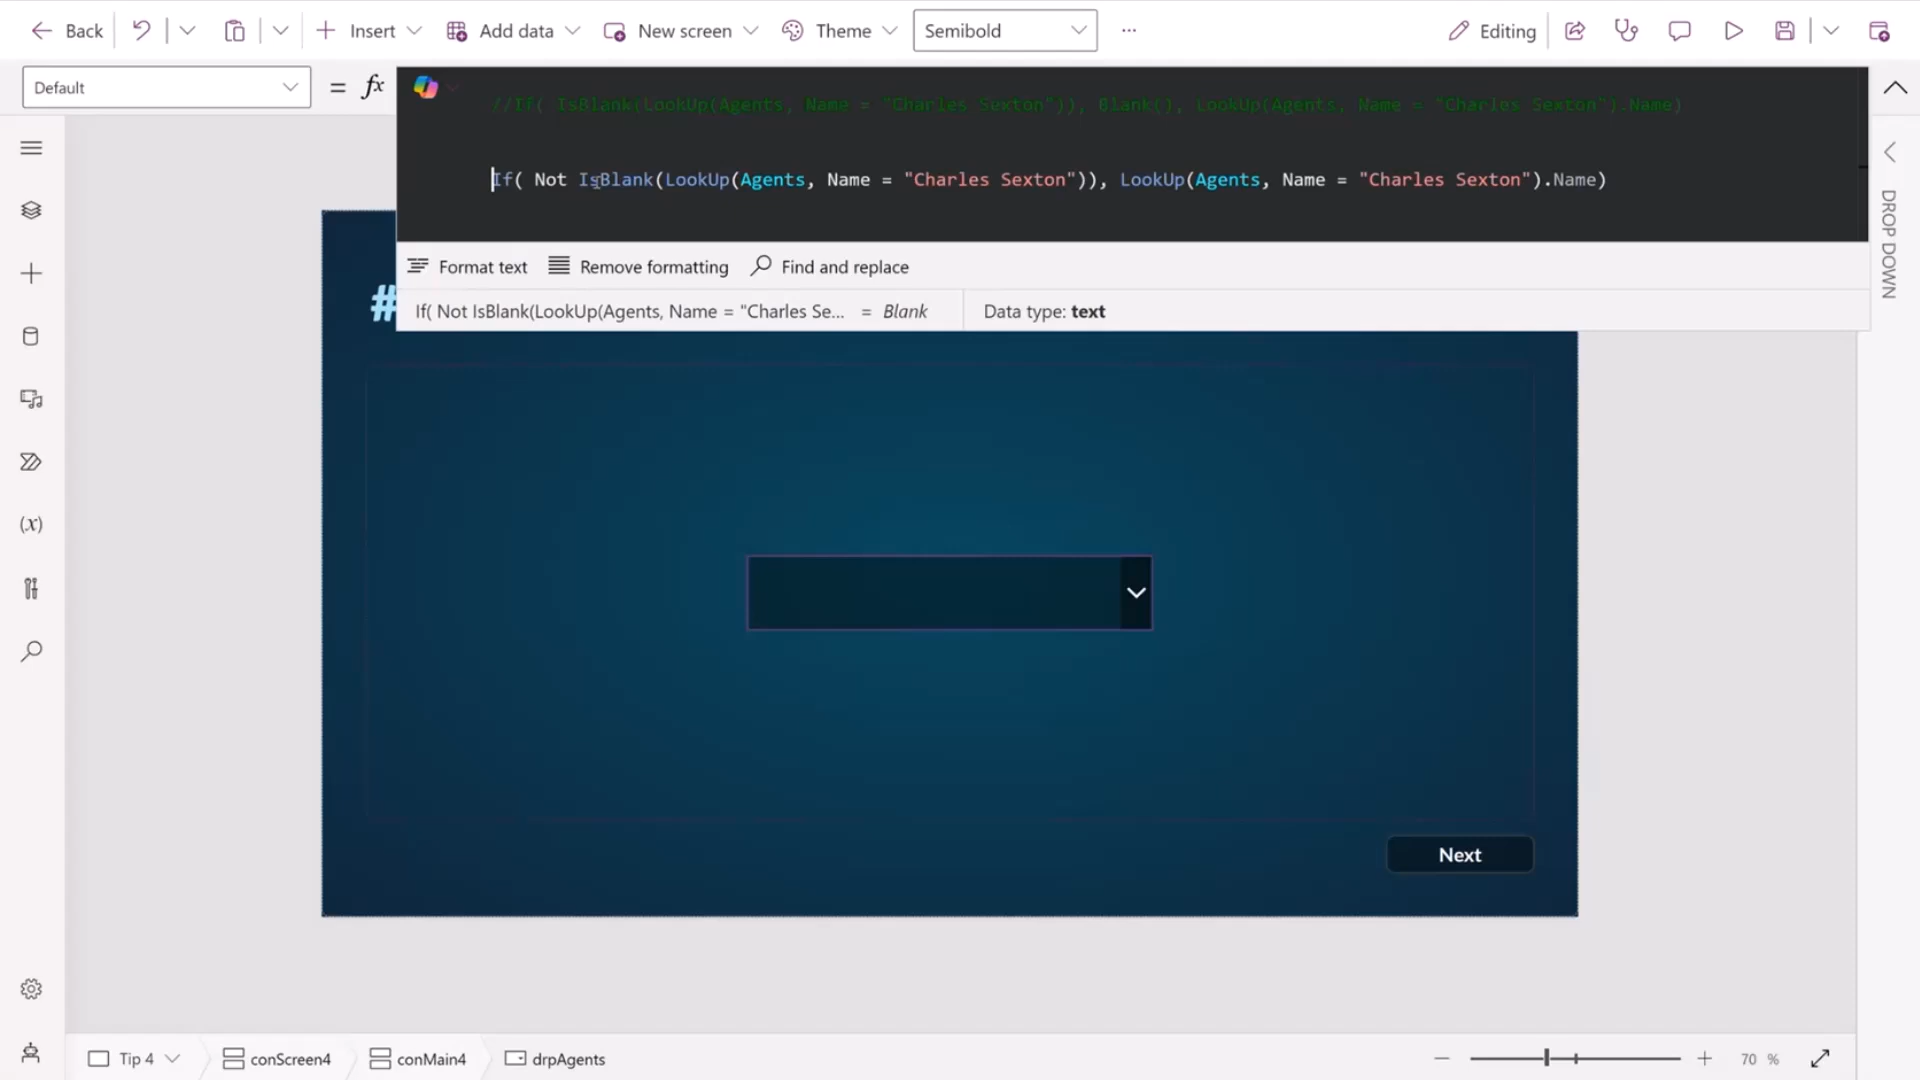 Back
Insert
Add data
New screen
Theme
Semibold
...
Editing
Default
= fx
//If( IsBlank(LookUp(Agents, Name = "Charles Sexton")), Blank(), LookUp(Agents, Name = "Charles Sexton").Name)
If( Not IsBlank(LookUp(Agents, Name = "Charles Sexton")), LookUp(Agents, Name = "Charles Sexton").Name)
Format text
Remove formatting
Find and replace
If( Not IsBlank(LookUp(Agents, Name = "Charles Se... = Blank
Data type: text
DROP DOWN
(x)
#
Next
Tip 4
conScreen4
conMain4
drpAgents
70 %